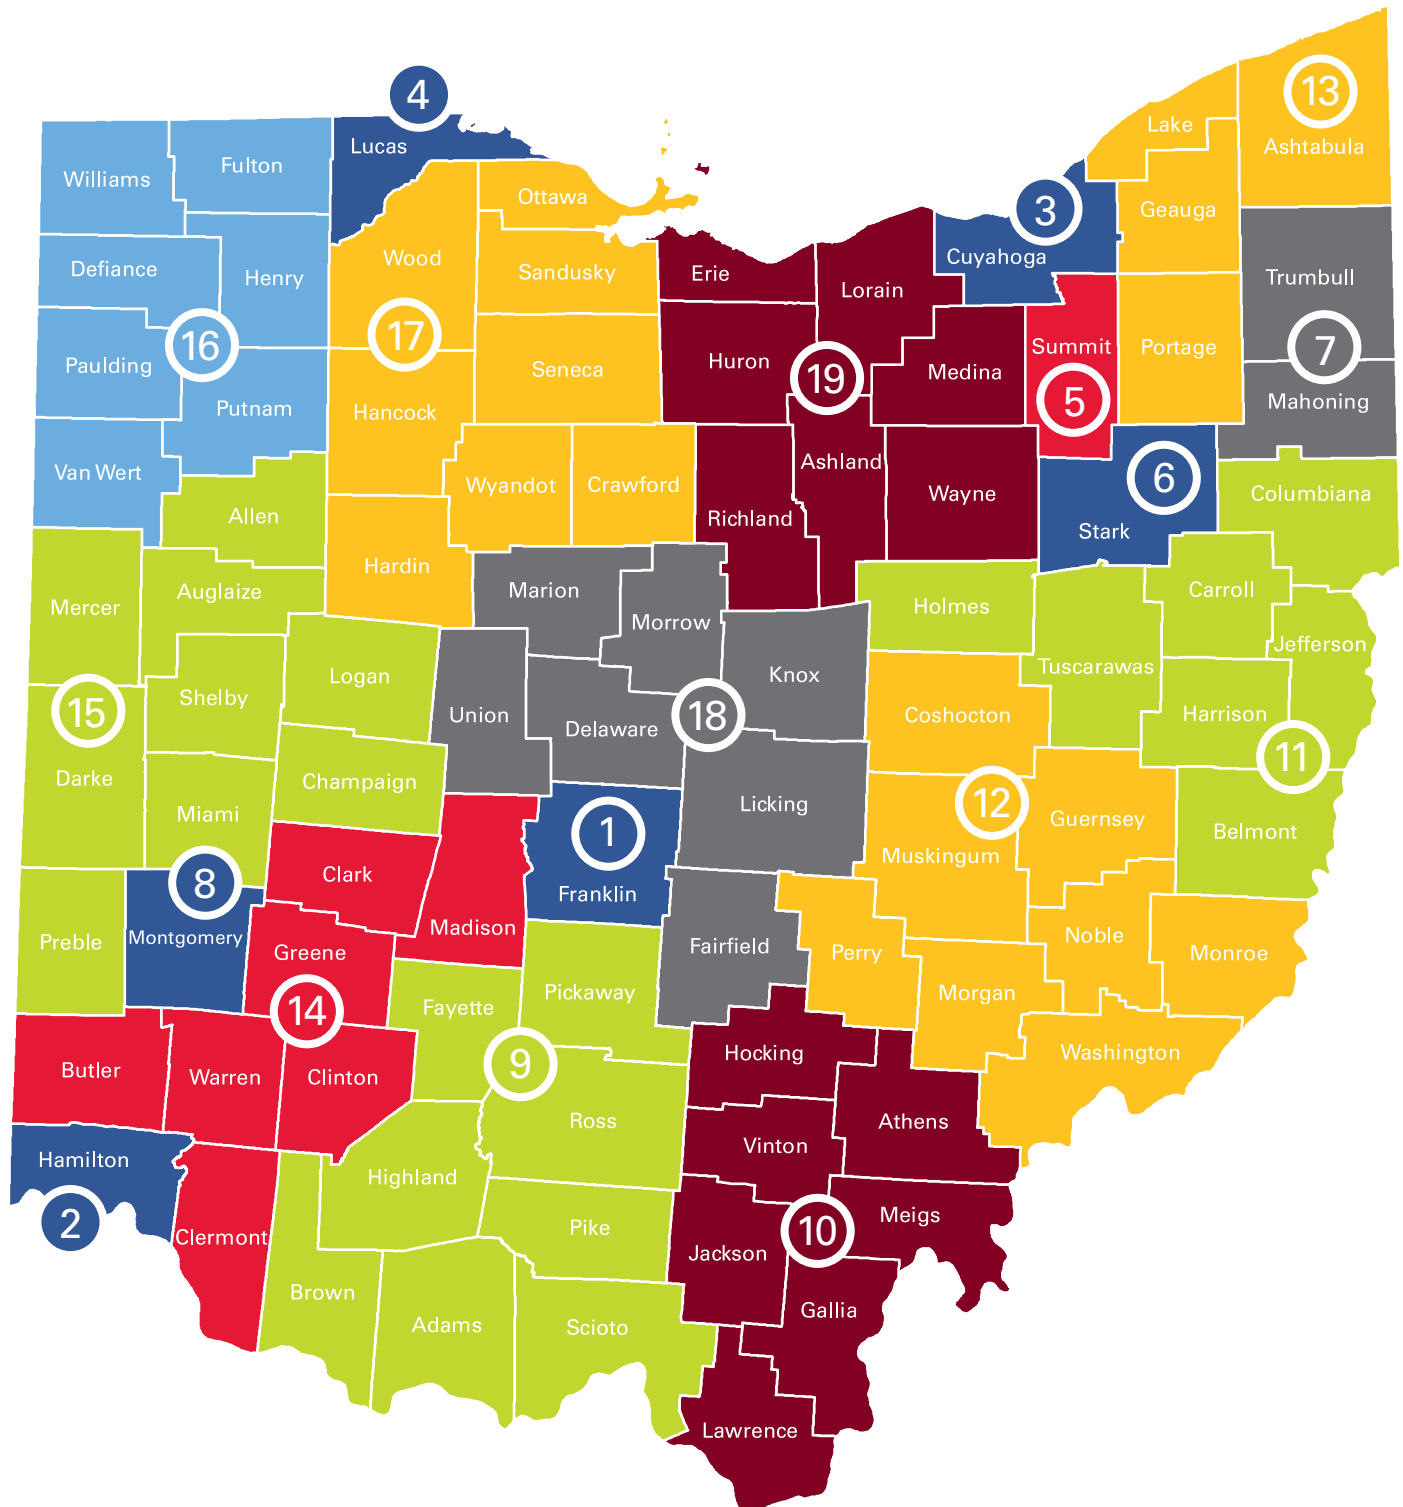 4
13
Lake
Ashtabula
Lucas
Fulton
Williams
Ottawa
3
Geauga
Cuyahoga
Wood
Defiance
Henry
Sandusky
Erie
Lorain
Trumbull
16
17
Paulding
Seneca
Huron
19
Medina
Summit
5
Portage
7
Mahoning
Putnam
Hancock
Van Wert
Allen
Wyandot
Crawford
Richland
Ashland
Wayne
6
Stark
Columbiana
Mercer
Auglaize
Hardin
Marion
Morrow
Holmes
Carroll
Jefferson
Tuscarawas
15
Shelby
Logan
Union
Delaware
18
Knox
Coshocton
Harrison
11
Darke
Champaign
Miami
Licking
12
Muskingum
Guernsey
Belmont
8
Clark
1
Franklin
Preble
Montgomery
Greene
Madison
Fairfield
Perry
Noble
Monroe
14
Fayette
Pickaway
Morgan
Butler
Warren
Clinton
9
Hocking
Washington
Ross
Athens
Hamilton
Highland
Vinton
2
Clermont
Pike
Jackson
10
Meigs
Brown
Adams
Scioto
Gallia
Lawrence